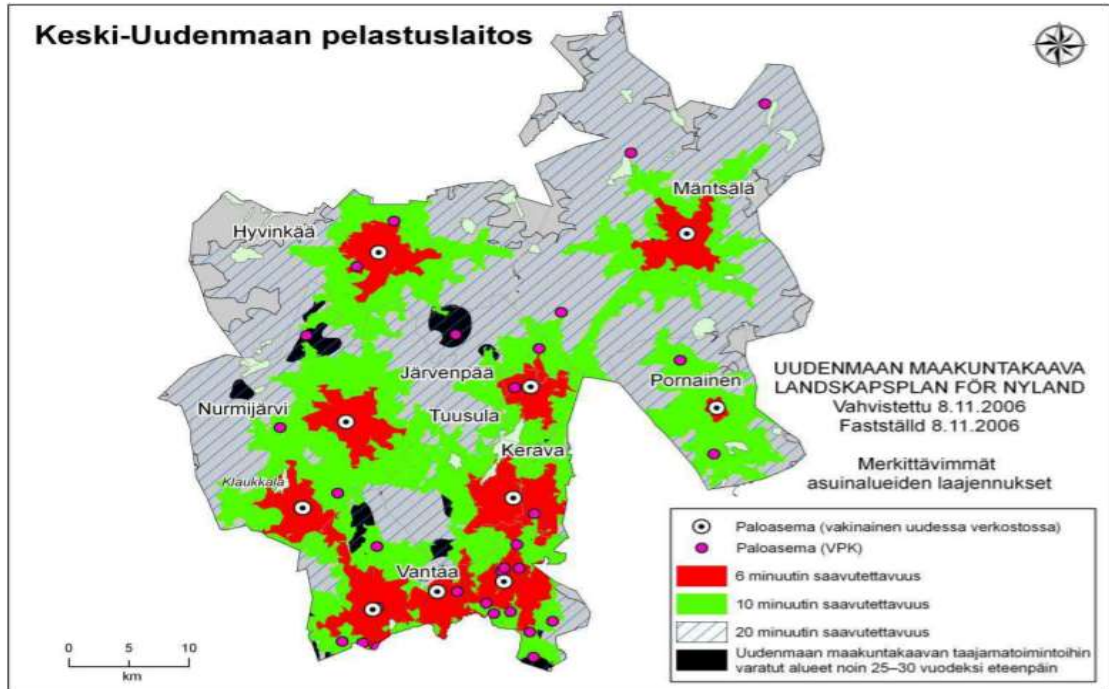 Keski-Uudenmaan pelastuslaitos
Mäntsälä
Hyvinkää
Järvenpää
Pornainen
Nurmijärvi
Tuusula
Kerava
Klaukkala
Vantaa
UUDENMAAN MAAKUNTAKAAVA
LANDSKAPSPLAN FÖR NYLAND
Vahvistettu 8.11.2006
Fastställd 8.11.2006
Merkittävimmät
asuinalueiden laajennukset
Paloasema (vakinainen uudessa verkostossa)
Paloasema (VPK)
6 minuutin saavutettavuus
10 minuutin saavutettavuus
20 minuutin saavutettavuus
Uudenmaan maakuntakaavan taajamatoimintoihin
varatut alueet noin 25–30 vuodeksi eteenpäin
0 5 10
km